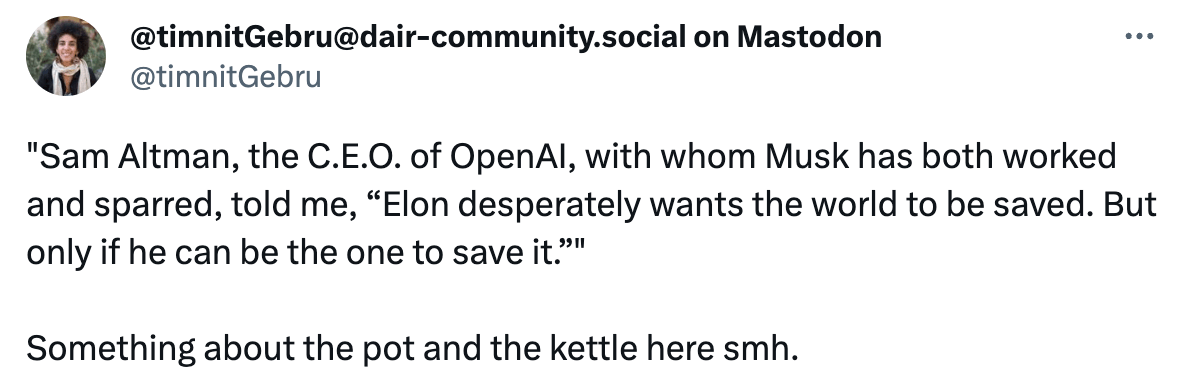 @timnitGebru@dair-community.social on Mastodon
@timnitGebru
"Sam Altman, the C.E.O. of OpenAI, with whom Musk has both worked
and sparred, told me, “Elon desperately wants the world to be saved. But
only if he can be the one to save it.”"
Something about the pot and the kettle here smh.